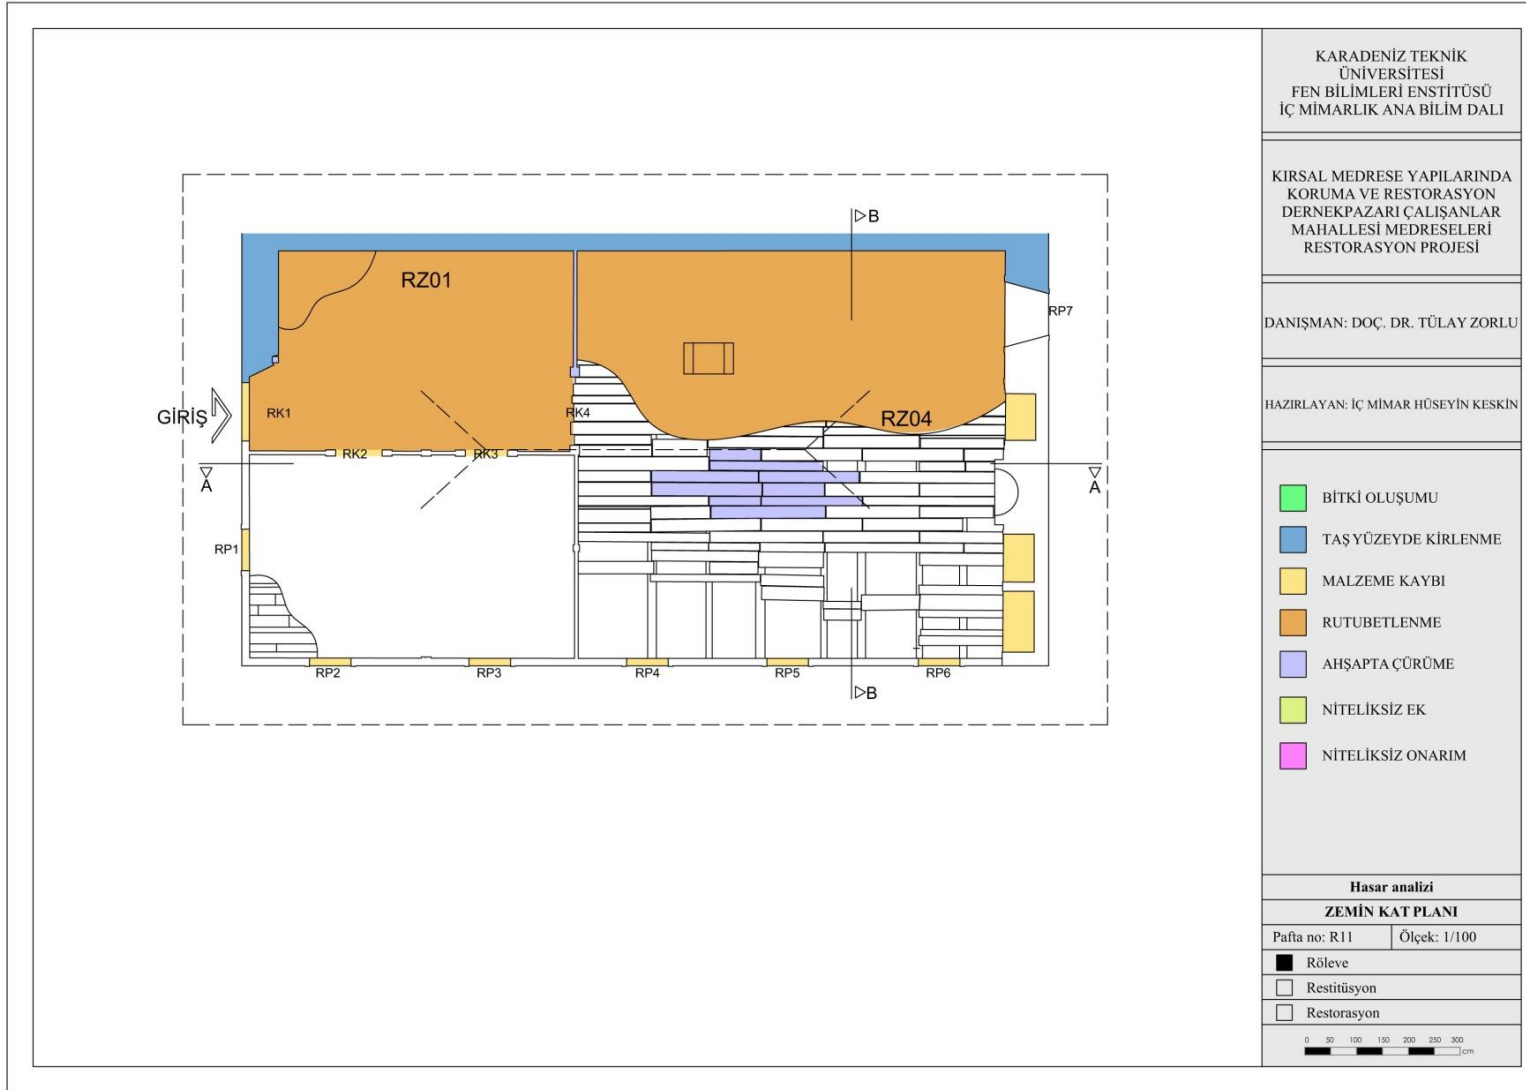 KARADENİZ TEKNİK
ÜNİVERSİTESİ
FEN BİLİMLERİ ENSTİTÜSÜ
İÇ MİMARLIK ANA BİLİM DALI
KIRSAL MEDRESE YAPILARINDA
KORUMA VE RESTORASYON
DERNEKPAZARI ÇALIŞANLAR
MAHALLESİ MEDRESELERİ
RESTORASYON PROJESİ
DANIŞMAN: DOÇ. DR. TÜLAY ZORLU
HAZIRLAYAN: İÇ MİMAR HÜSEYİN KESKİN
BİTKİ OLUŞUMU
TAŞ YÜZEYDE KİRLENME
MALZEME KAYBI
RUTUBETLENME
AHŞAPTA ÇÜRÜME
NİTELİKSİZ EK
NİTELİKSİZ ONARIM
Hasar analizi
ZEMİN KAT PLANI
Pafta no: R11 Ölçek: 1/100
Röleve
Restitüsyon
Restorasyon
0 50 100 150 200 250 300
cm
B
RZ01
RP7
GİRİŞ
RK1
RK4
RZ04
RK2
RK3
A
A
RP1
RP2
RP3
RP4
RP5
RP6
B